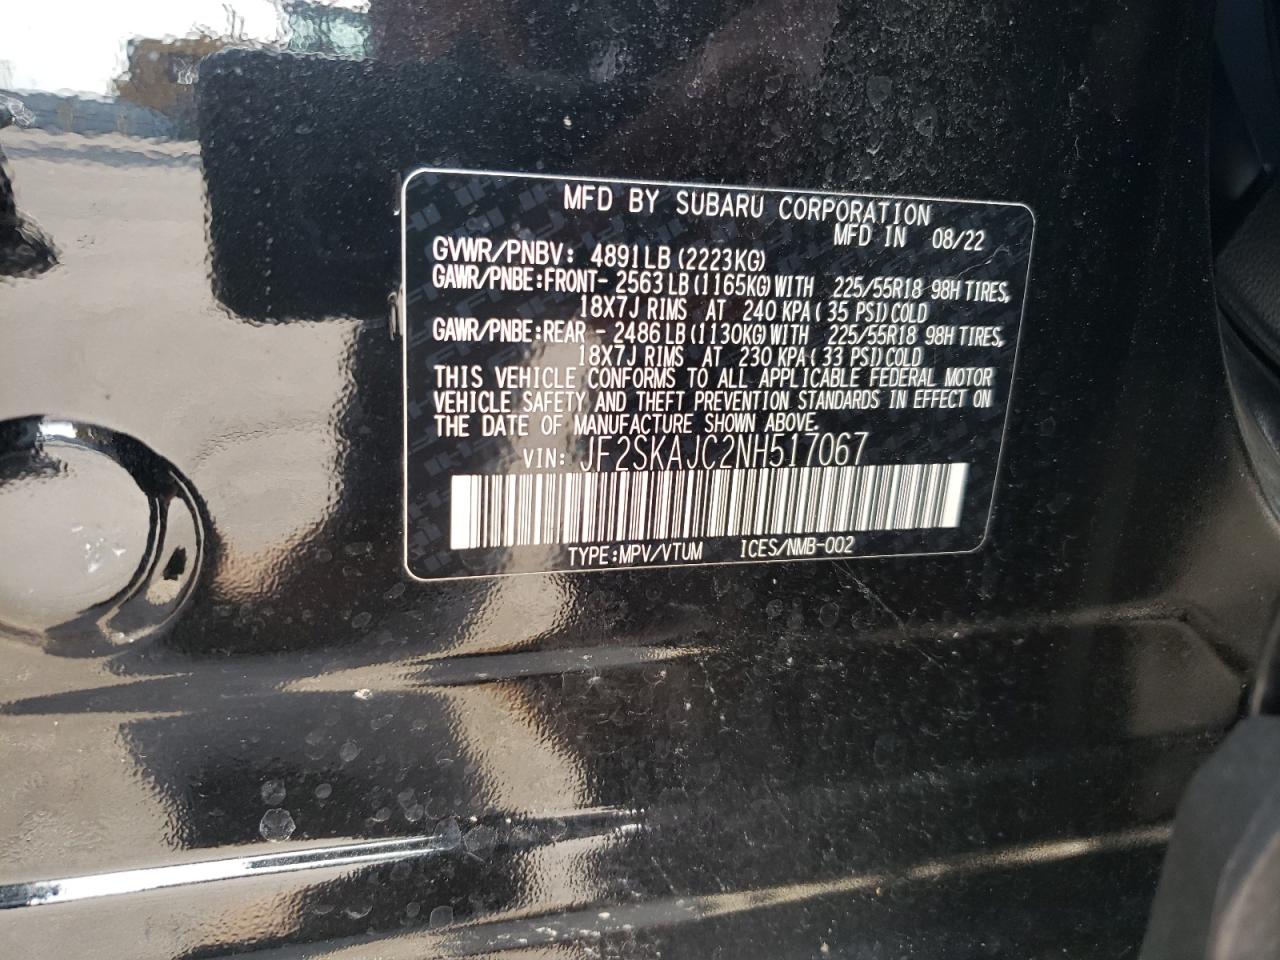 MFD BY SUBARU CORPORATION
MFD IN 08/22
GVWR/PNBV: 4891LB (2223KG)
GAWR/PNBE: FRONT- 2563 LB (1165KG) WITH 225/55R18 98H TIRES,
18X7J RIMS AT 240 KPA ( 35 PSI) COLD
GAWR/PNBE: REAR - 2486 LB (1130KG) WITH 225/55R18 98H TIRES,
18X7J RIMS AT 230 KPA ( 33 PSI) COLD
THIS VEHICLE CONFORMS TO ALL APPLICABLE FEDERAL MOTOR
VEHICLE SAFETY AND THEFT PREVENTION STANDARDS IN EFFECT ON
THE DATE OF MANUFACTURE SHOWN ABOVE.
VIN: JF2SKAJC2NH517067
TYPE: MPV/VTUM ICES/NMB-002